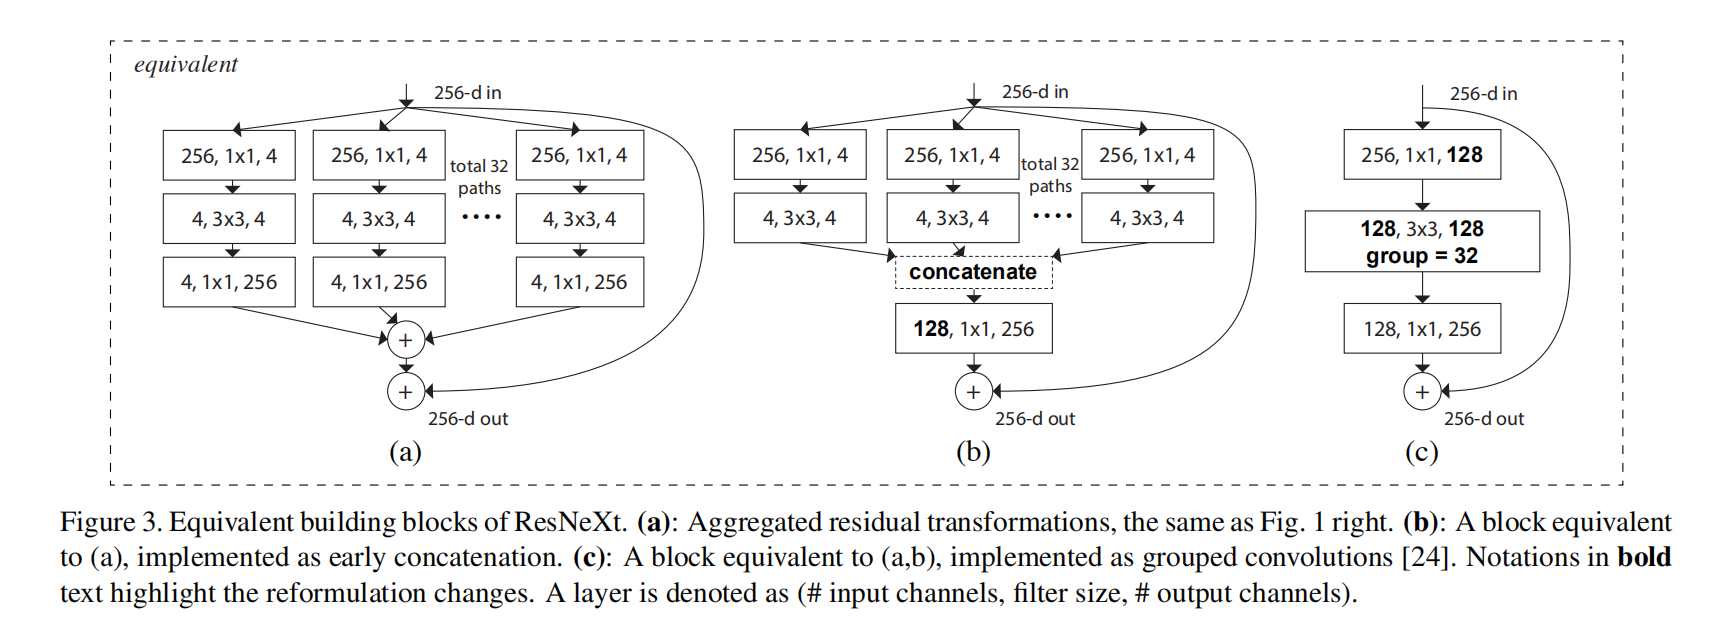 equivalent
256-d in
256, 1x1, 4
256, 1x1, 4
total 32
paths
256, 1x1, 4
4, 3x3, 4
4, 3x3, 4
....
4, 3x3, 4
4, 1x1, 256
4, 1x1, 256
4, 1x1, 256
+
+
256-d out
(a)
256-d in
256, 1x1, 4
256, 1x1, 4
total 32
paths
256, 1x1, 4
4, 3x3, 4
4, 3x3, 4
....
4, 3x3, 4
concatenate
128, 1x1, 256
+
256-d out
(b)
256-d in
256, 1x1, 128
128, 3x3, 128
group = 32
128, 1x1, 256
+
256-d out
(c)
Figure 3. Equivalent building blocks of ResNeXt. (a): Aggregated residual transformations, the same as Fig. 1 right. (b): A block equivalent
to (a), implemented as early concatenation. (c): A block equivalent to (a,b), implemented as grouped convolutions [24]. Notations in bold
text highlight the reformulation changes. A layer is denoted as (# input channels, filter size, # output channels).